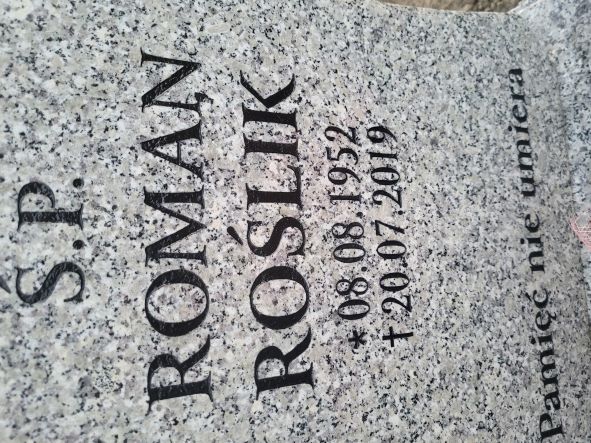 Ś.P.
ROMAN
ROŚLIK
* 08.08.1952
† 20.07.2019
Pamięć nie umiera